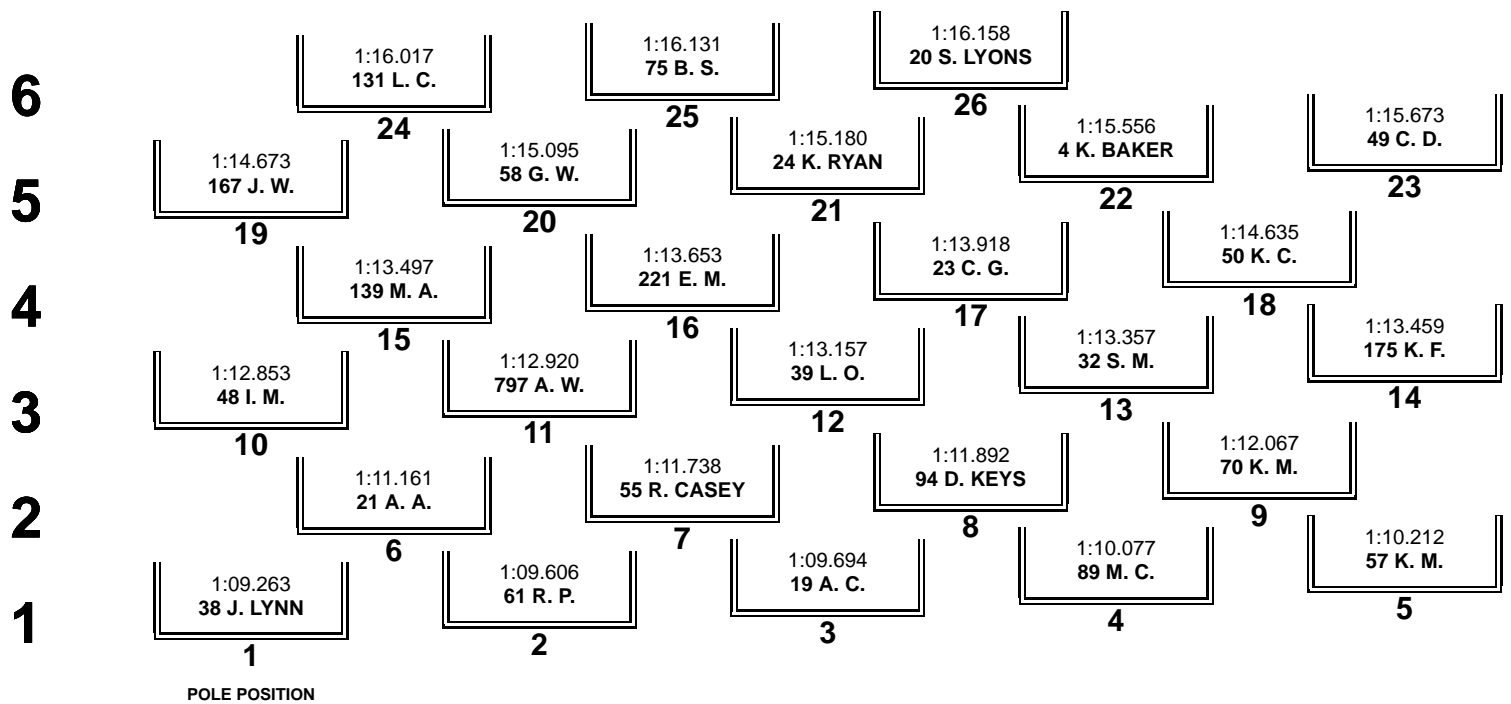 6
1:16.017
131 L. C.
24
1:16.131
75 B. S.
25
1:16.158
20 S. LYONS
26
5
1:14.673
167 J. W.
19
1:15.095
58 G. W.
20
1:15.180
24 K. RYAN
21
1:15.556
4 K. BAKER
22
1:15.673
49 C. D.
23
4
1:13.497
139 M. A.
15
1:13.653
221 E. M.
16
1:13.918
23 C. G.
17
1:14.635
50 K. C.
18
3
1:12.853
48 I. M.
10
1:12.920
797 A. W.
11
1:13.157
39 L. O.
12
1:13.357
32 S. M.
13
1:13.459
175 K. F.
14
2
1:11.161
21 A. A.
6
1:11.738
55 R. CASEY
7
1:11.892
94 D. KEYS
8
1:12.067
70 K. M.
9
1
1:09.263
38 J. LYNN
1
1:09.606
61 R. P.
2
1:09.694
19 A. C.
3
1:10.077
89 M. C.
4
1:10.212
57 K. M.
5
POLE POSITION